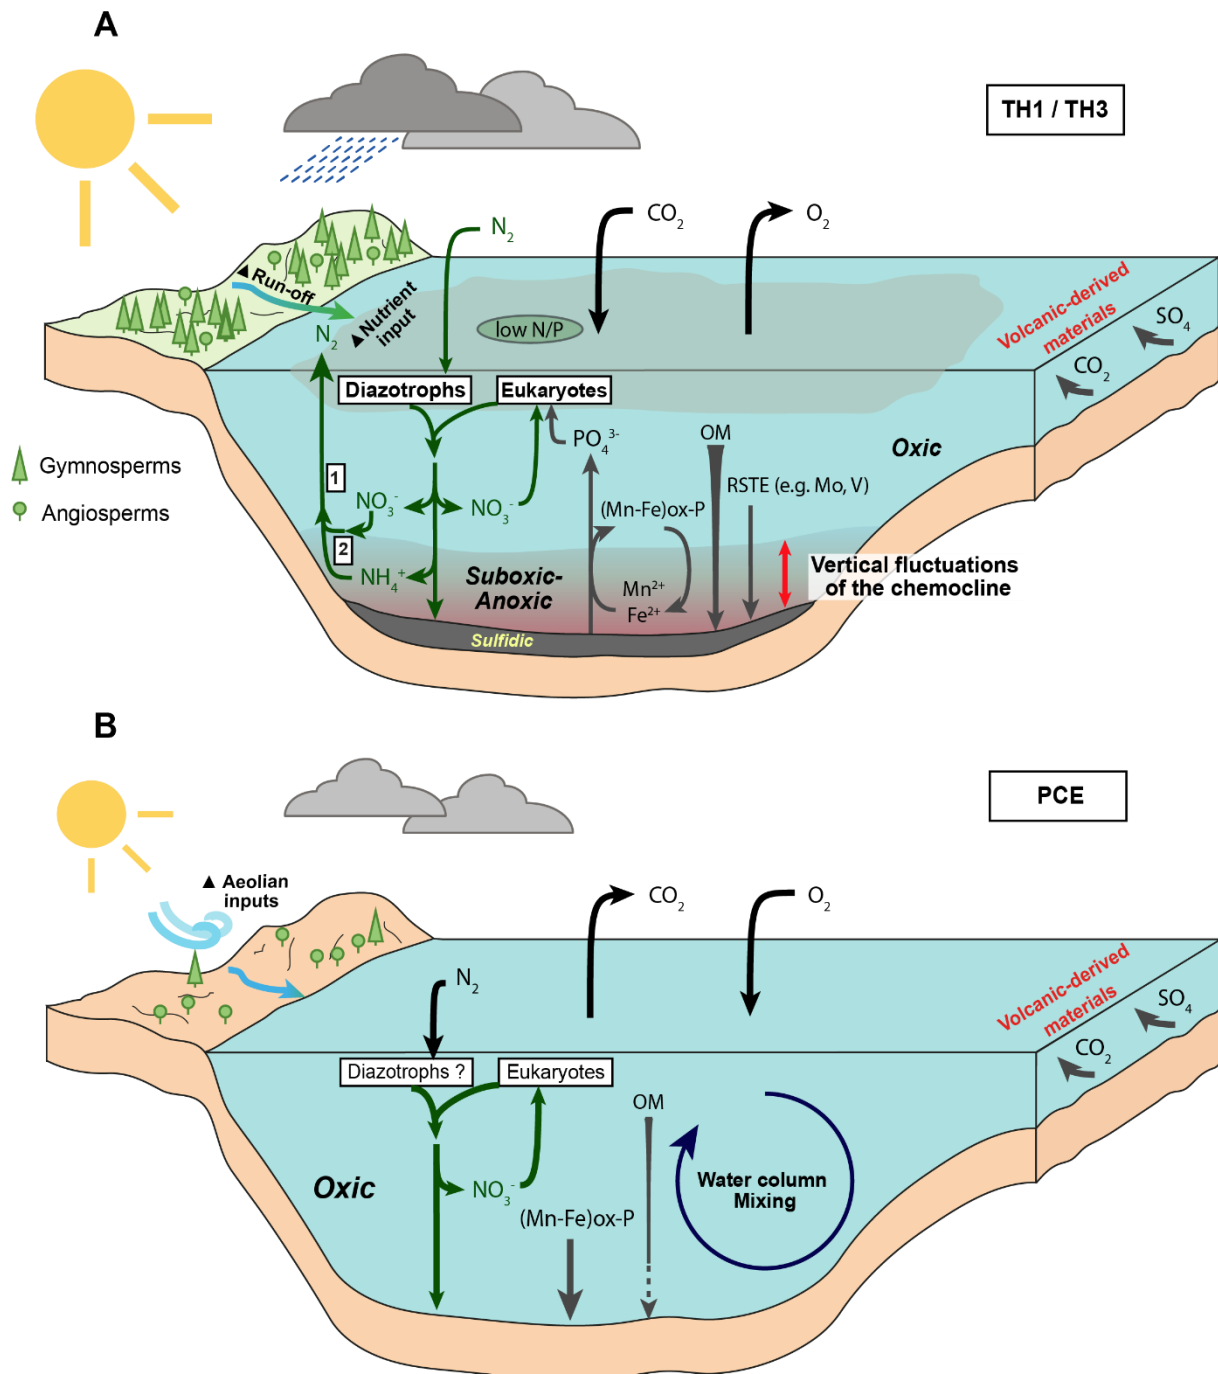 A
TH1 / TH3
N2
CO2
O2
▲ Run-off
▲Nutrient
input
N2
low N/P
Volcanic-derived
materials
SO4
CO2
Diazotrophs
Eukaryotes
PO4 3-
OM
Oxic
Gymnosperms
Angiosperms
1
NO3-
NO3-
RSTE (e.g. Mo, V)
(Mn-Fe)ox-P
2
NH4+
Suboxic-
Anoxic
Mn2+
Fe2+
Vertical fluctuations
of the chemocline
Sulfidic
B
PCE
▲ Aeolian
inputs
CO2
O2
N2
Volcanic-derived
materials
SO4
CO2
Diazotrophs ?
Eukaryotes
OM
Oxic
NO3-
(Mn-Fe)ox-P
Water column
Mixing